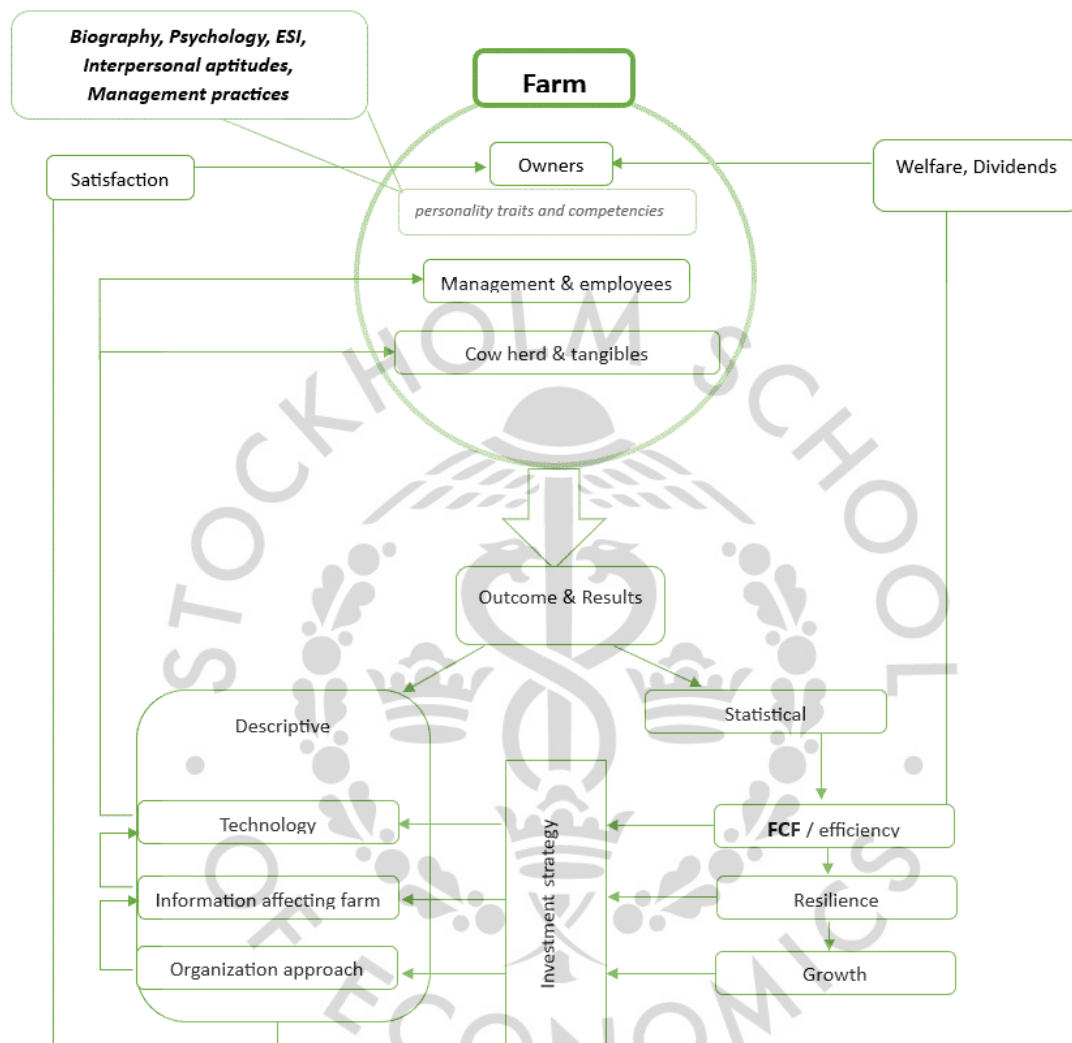 Biography, Psychology, ESI,
Interpersonal aptitudes,
Management practices
Farm
Owners
Satisfaction
Welfare, Dividends
personality traits and competencies
Management & employees
Cow herd & tangibles
STOCKHOLM SCHOOL
Outcome & Results
Descriptive
Statistical
Technology
Investment strategy
FCF / efficiency
Information affecting farm
Resilience
Organization approach
Growth
· OF ECONOMICS ·